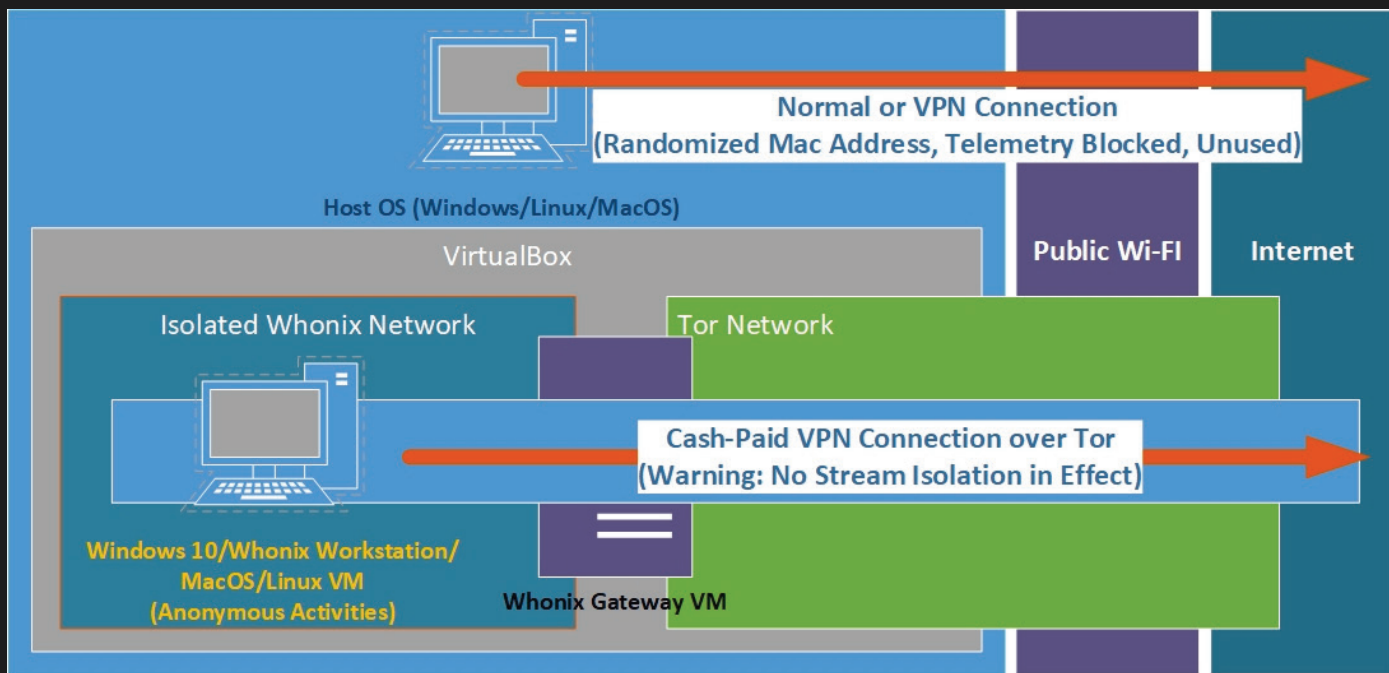 Normal or VPN Connection
(Randomized Mac Address, Telemetry Blocked, Unused)
Host OS (Windows/Linux/MacOS)
VirtualBox
Public Wi-FI
Internet
Isolated Whonix Network
Tor Network
Cash-Paid VPN Connection over Tor
(Warning: No Stream Isolation in Effect)
Windows 10/Whonix Workstation/
MacOS/Linux VM
(Anonymous Activities)
Whonix Gateway VM